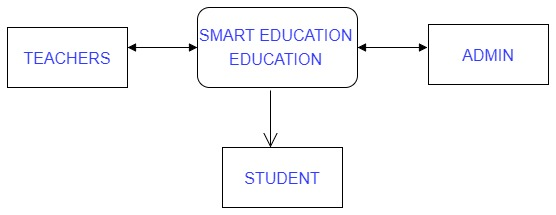 SMART EDUCATION
EDUCATION
TEACHERS
ADMIN
STUDENT